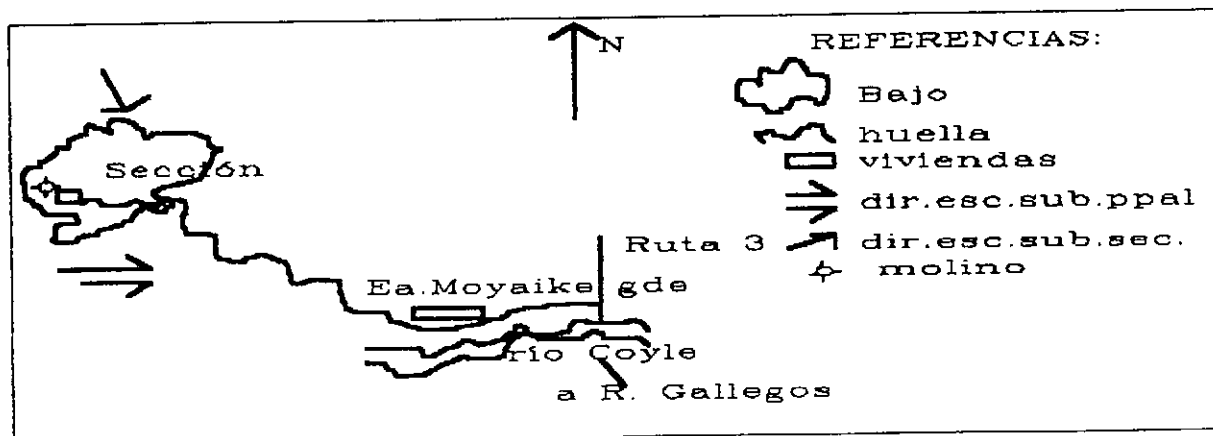 N
REFERENCIAS:
Bajo
huella
viviendas
dir.esc.sub.ppal
dir.esc.sub.sec.
molino
Sección
Ruta 3
Ea.Moyaike gde
río Coyle
a R. Gallegos